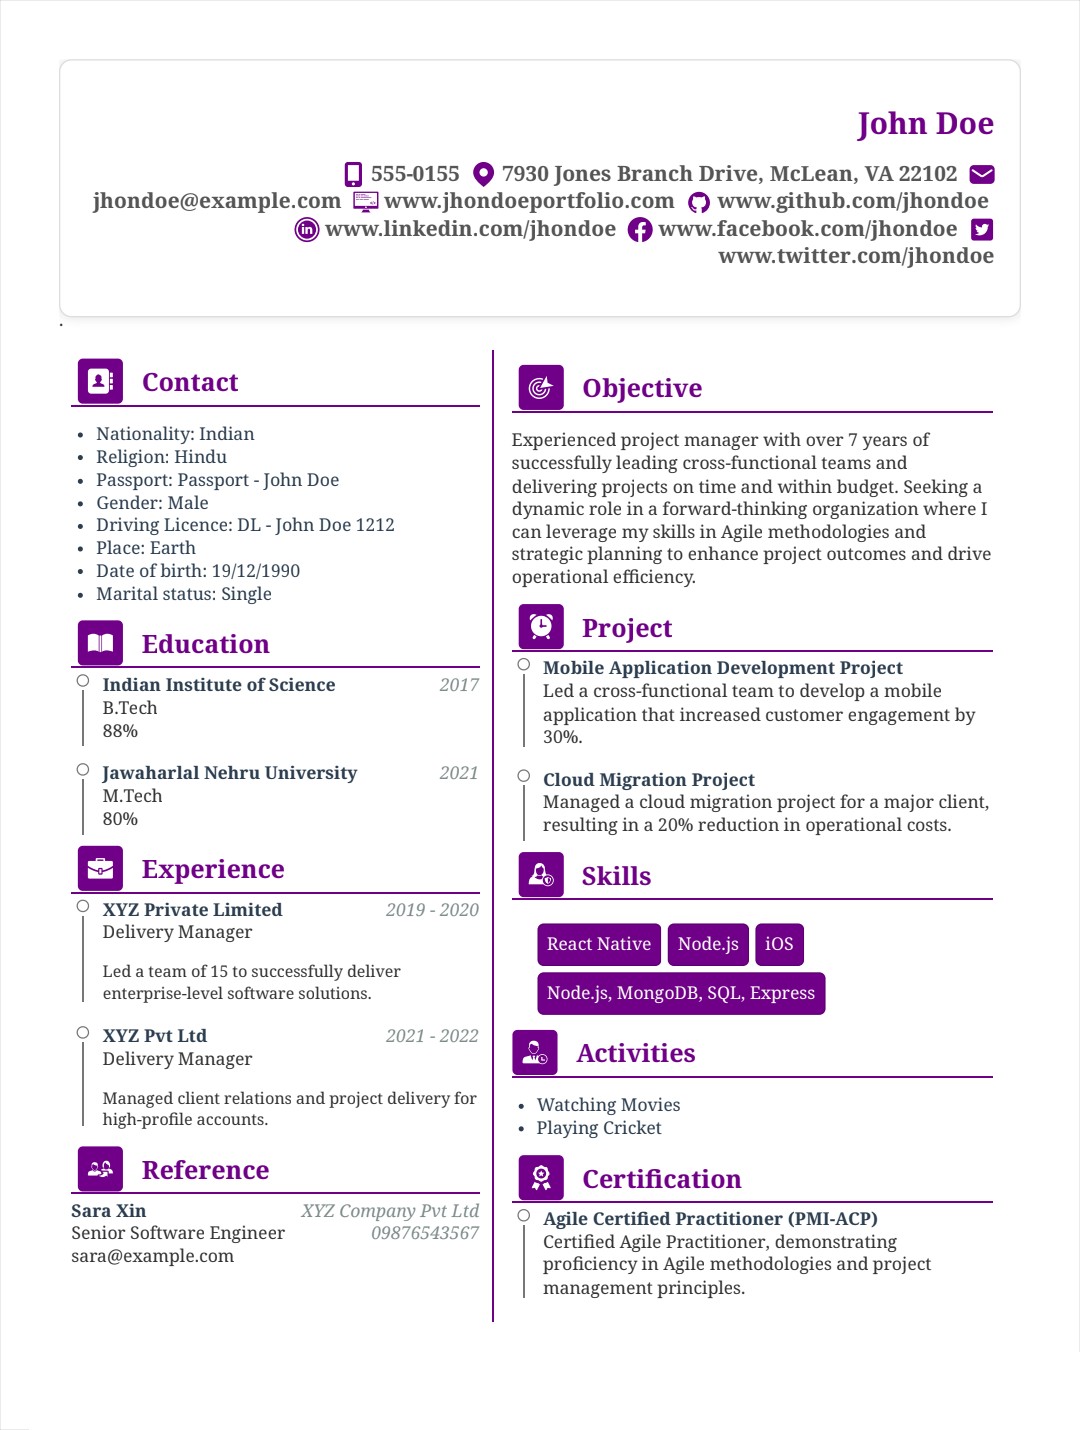 John Doe
555-0155 7930 Jones Branch Drive, McLean, VA 22102
jhondoe@example.com www.jhondoeportfolio.com www.github.com/jhondoe
www.linkedin.com/jhondoe www.facebook.com/jhondoe
www.twitter.com/jhondoe
.
Contact
• Nationality: Indian
• Religion: Hindu
• Passport: Passport - John Doe
• Gender: Male
• Driving Licence: DL - John Doe 1212
• Place: Earth
• Date of birth: 19/12/1990
• Marital status: Single
Education
Indian Institute of Science 2017
B.Tech
88%
Jawaharlal Nehru University 2021
M.Tech
80%
Experience
XYZ Private Limited 2019 - 2020
Delivery Manager
Led a team of 15 to successfully deliver
enterprise-level software solutions.
XYZ Pvt Ltd 2021 - 2022
Delivery Manager
Managed client relations and project delivery for
high-profile accounts.
Reference
Sara Xin XYZ Company Pvt Ltd
Senior Software Engineer 09876543567
sara@example.com
Objective
Experienced project manager with over 7 years of
successfully leading cross-functional teams and
delivering projects on time and within budget. Seeking a
dynamic role in a forward-thinking organization where I
can leverage my skills in Agile methodologies and
strategic planning to enhance project outcomes and drive
operational efficiency.
Project
Mobile Application Development Project
Led a cross-functional team to develop a mobile
application that increased customer engagement by
30%.
Cloud Migration Project
Managed a cloud migration project for a major client,
resulting in a 20% reduction in operational costs.
Skills
React Native Node.js iOS
Node.js, MongoDB, SQL, Express
Activities
• Watching Movies
• Playing Cricket
Certification
Agile Certified Practitioner (PMI-ACP)
Certified Agile Practitioner, demonstrating
proficiency in Agile methodologies and project
management principles.